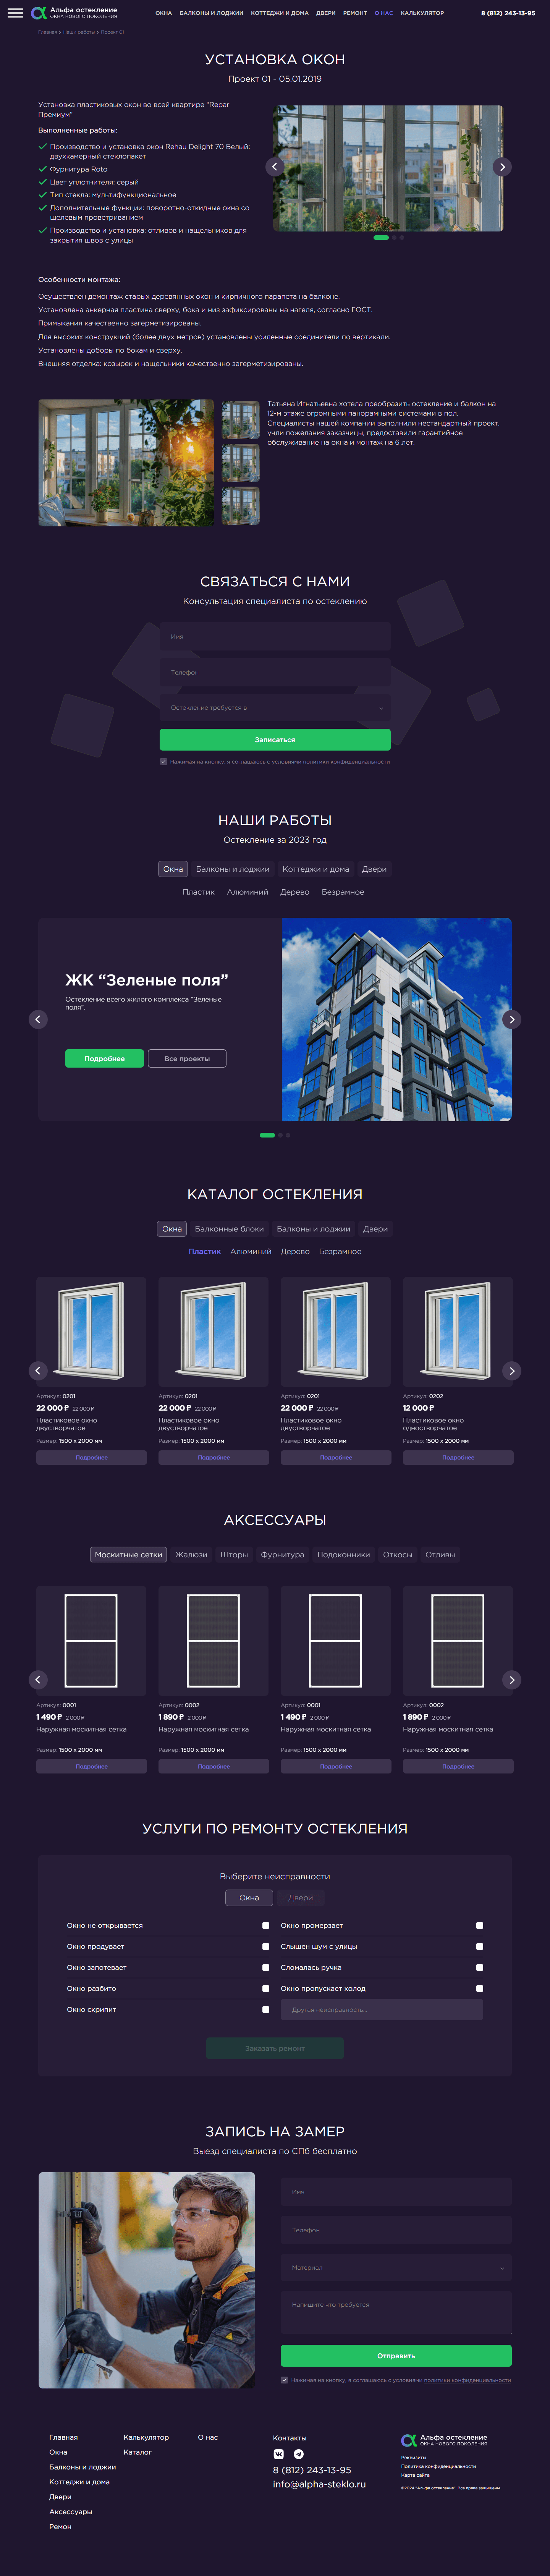 Альфа остекление
ОКНА НОВОГО ПОКОЛЕНИЯ
ОКНА БАЛКОНЫ И ЛОДЖИИ КОТТЕДЖИ И ДОМА ДВЕРИ РЕМОНТ О НАС КАЛЬКУЛЯТОР
8 (812) 243-13-95
Главная > Наши работы > Проект 01
УСТАНОВКА ОКОН
Проект 01 - 05.01.2019
Установка пластиковых окон во всей квартире “Repar
Премиум”
Выполненные работы:
Производство и установка окон Rehau Delight 70 Белый:
двухкамерный стеклопакет
Фурнитура Roto
Цвет уплотнителя: серый
Тип стекла: мультифункциональное
Дополнительные функции: поворотно-откидные окна со
щелевым проветриванием
Производство и установка: отливов и нащельников для
закрытия швов с улицы
Особенности монтажа:
Осуществлен демонтаж старых деревянных окон и кирпичного парапета на балконе.
Установлена анкерная пластина сверху, бока и низ зафиксированы на нагеля, согласно ГОСТ.
Примыкания качественно загерметизированы.
Для высоких конструкций (более двух метров) установлены усиленные соединители по вертикали.
Установлены доборы по бокам и сверху.
Внешняя отделка: козырек и нащельники качественно загерметизированы.
Татьяна Игнатьевна хотела преобразить остекление и балкон на
12-м этаже огромными панорамными системами в пол.
Специалисты нашей компании выполнили нестандартный проект,
учли пожелания заказчицы, предоставили гарантийное
обслуживание на окна и монтаж на 6 лет.
СВЯЗАТЬСЯ С НАМИ
Консультация специалиста по остеклению
Имя
Телефон
Остекление требуется в
Записаться
Нажимая на кнопку, я соглашаюсь с условиями политики конфиденциальности
НАШИ РАБОТЫ
Остекление за 2023 год
Окна Балконы и лоджии Коттеджи и дома Двери
Пластик Алюминий Дерево Безрамное
ЖК “Зеленые поля”
Остекление всего жилого комплекса “Зеленые
поля”.
Подробнее Все проекты
КАТАЛОГ ОСТЕКЛЕНИЯ
Окна Балконные блоки Балконы и лоджии Двери
Пластик Алюминий Дерево Безрамное
Артикул: 0201 Артикул: 0201 Артикул: 0201 Артикул: 0202
22 000 ₽ 22 000 ₽ 22 000 ₽ 22 000 ₽ 22 000 ₽ 22 000 ₽ 12 000 ₽
Пластиковое окно Пластиковое окно Пластиковое окно Пластиковое окно
двустворчатое двустворчатое двустворчатое одностворчатое
Размер: 1500 x 2000 мм Размер: 1500 x 2000 мм Размер: 1500 x 2000 мм Размер: 1500 x 2000 мм
Подробнее Подробнее Подробнее Подробнее
АКСЕССУАРЫ
Москитные сетки Жалюзи Шторы Фурнитура Подоконники Откосы Отливы
Артикул: 0001 Артикул: 0002 Артикул: 0001 Артикул: 0002
1 490 ₽ 2 000 ₽ 1 890 ₽ 2 000 ₽ 1 490 ₽ 2 000 ₽ 1 890 ₽ 2 000 ₽
Наружная москитная сетка Наружная москитная сетка Наружная москитная сетка Наружная москитная сетка
Размер: 1500 x 2000 мм Размер: 1500 x 2000 мм Размер: 1500 x 2000 мм Размер: 1500 x 2000 мм
Подробнее Подробнее Подробнее Подробнее
УСЛУГИ ПО РЕМОНТУ ОСТЕКЛЕНИЯ
Выберите неисправности
Окна Двери
Окно не открывается Окно промерзает
Окно продувает Слышен шум с улицы
Окно запотевает Сломалась ручка
Окно разбито Окно пропускает холод
Окно скрипит Другая неисправность...
Заказать ремонт
ЗАПИСЬ НА ЗАМЕР
Выезд специалиста по СПб бесплатно
Имя
Телефон
Материал
Напишите что требуется
Отправить
Нажимая на кнопку, я соглашаюсь с условиями политики конфиденциальности
Главная
Окна
Балконы и лоджии
Коттеджи и дома
Двери
Аксессуары
Ремон
Калькулятор
Каталог
О нас
Контакты
8 (812) 243-13-95
info@alpha-steklo.ru
Альфа остекление
ОКНА НОВОГО ПОКОЛЕНИЯ
Реквизиты
Политика конфиденциальности
Карта сайта
©2024 “Альфа остекление”. Все права защищены.